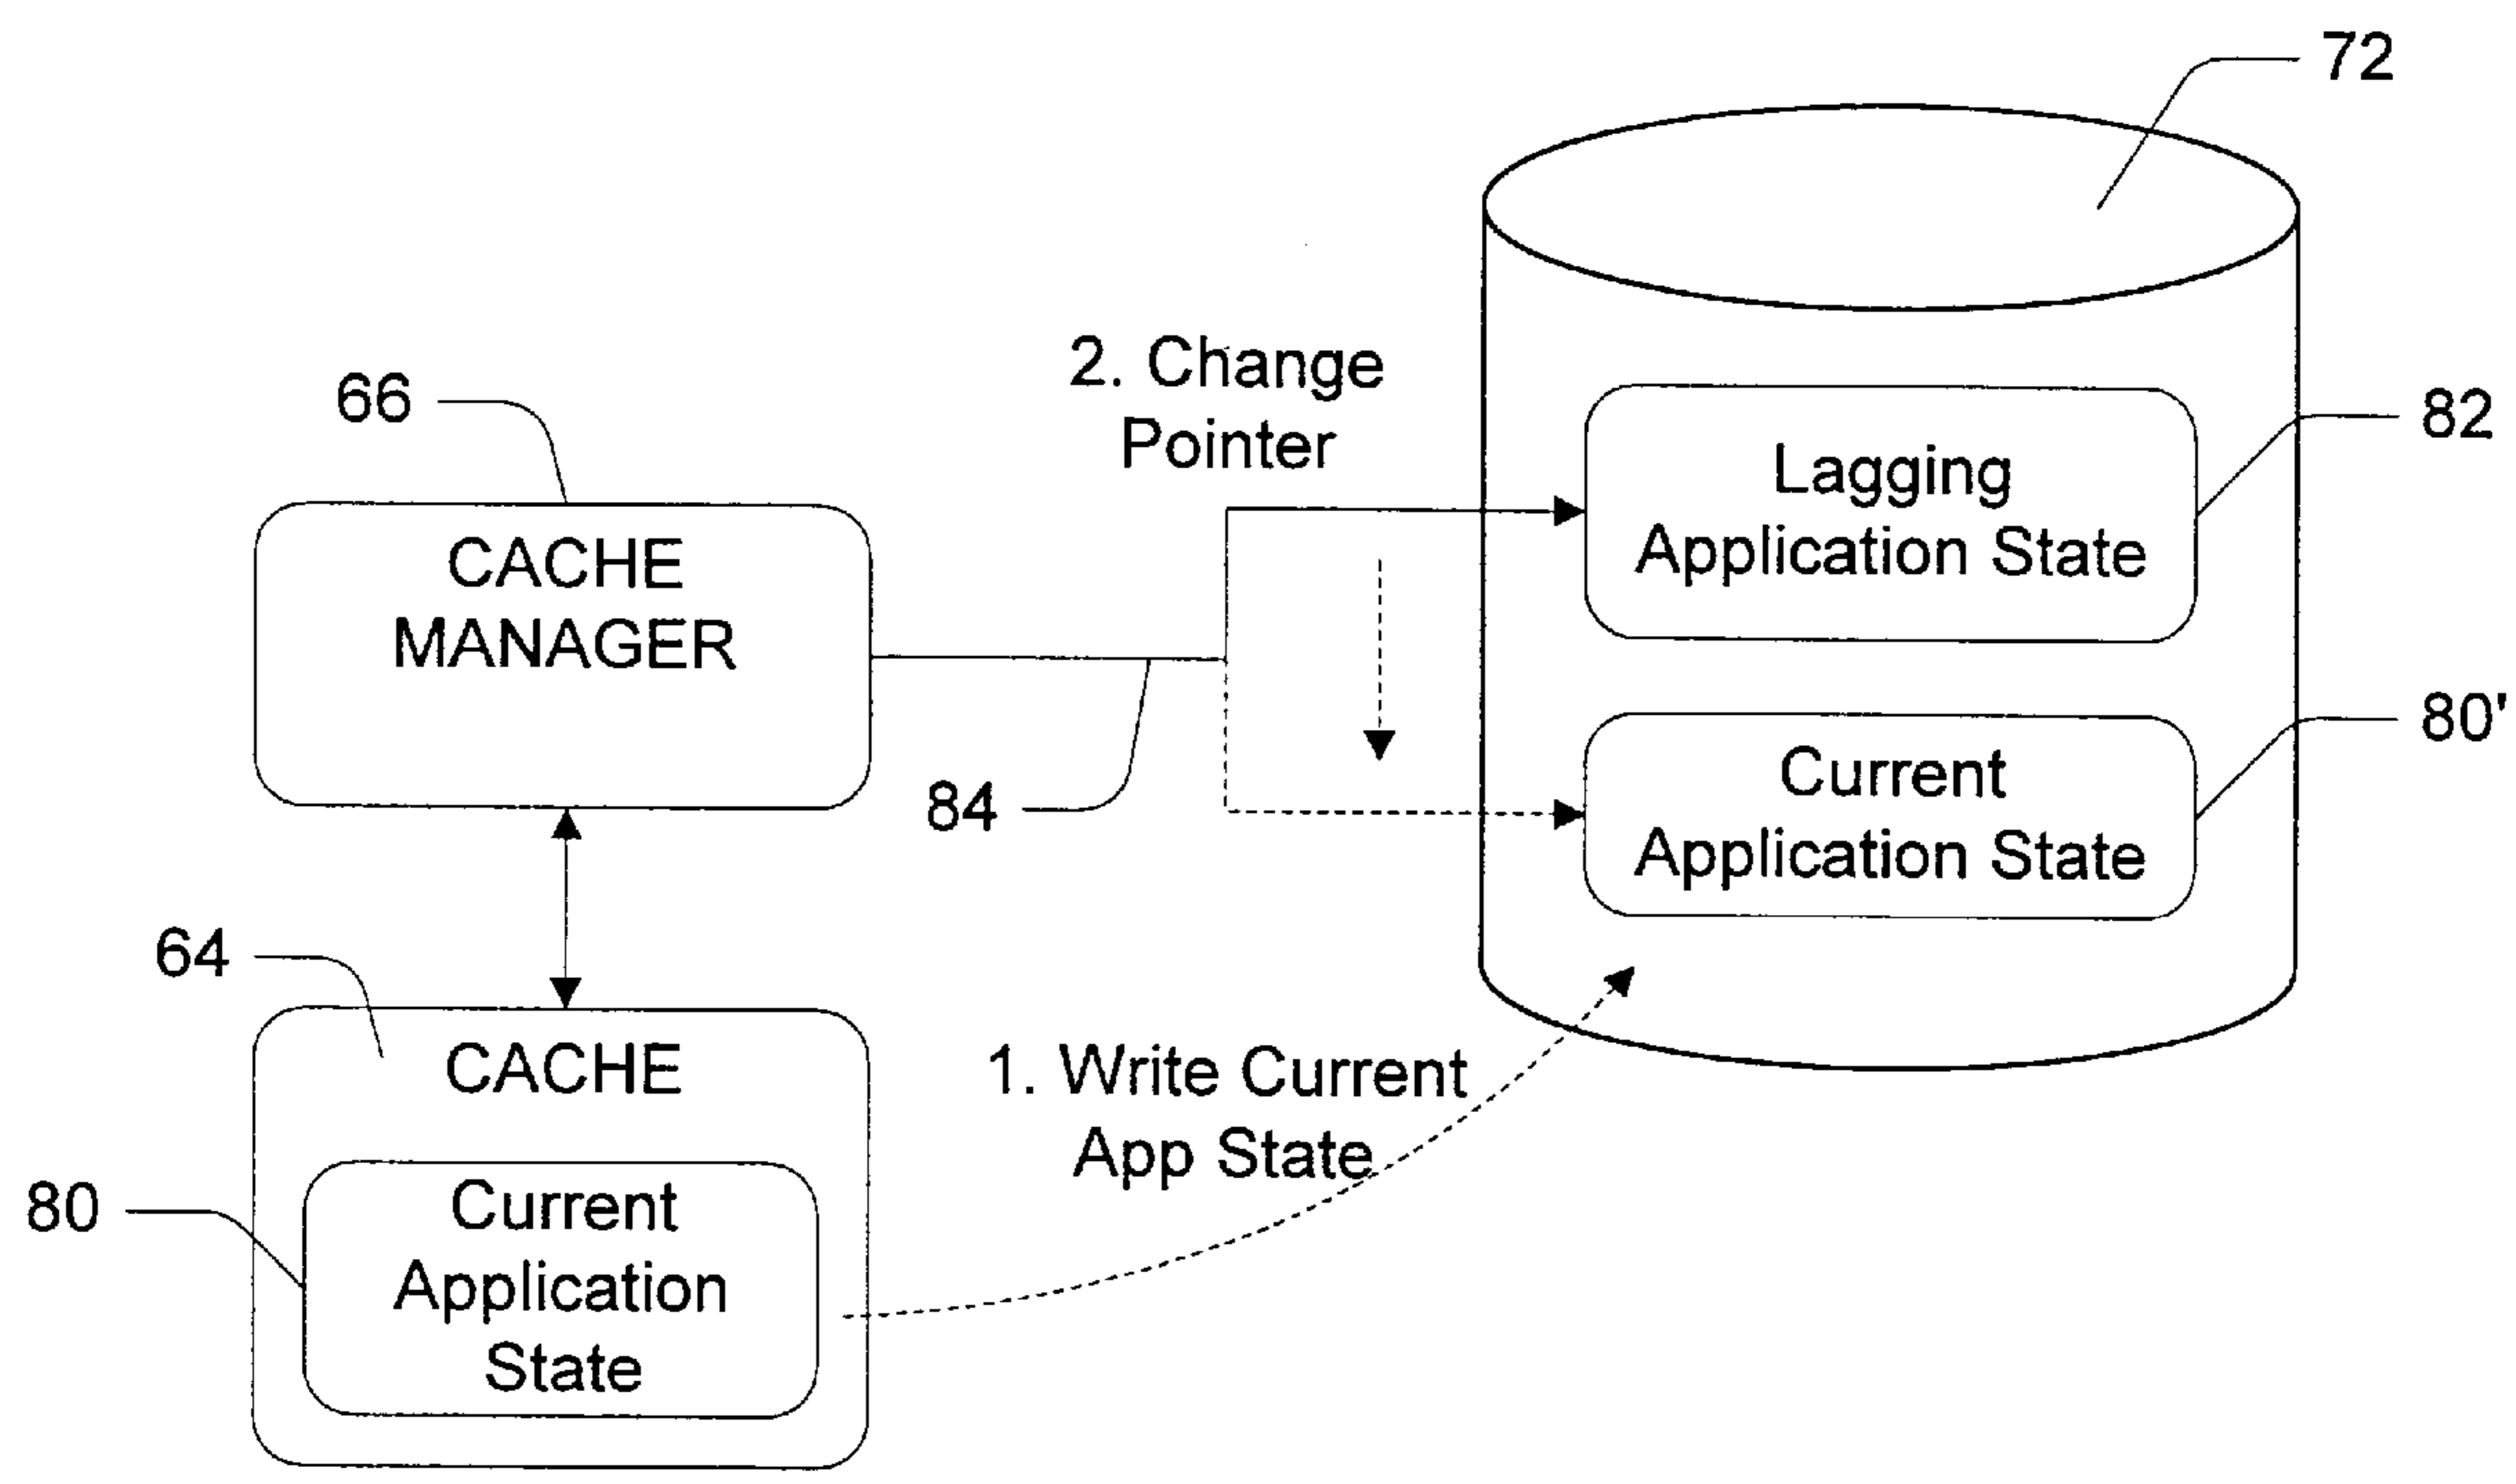 72
2. Change
Pointer
66
82
Lagging
Application State
CACHE
MANAGER
80'
Current
Application State
84
64
CACHE
1. Write Current
App State
80
Current
Application
State